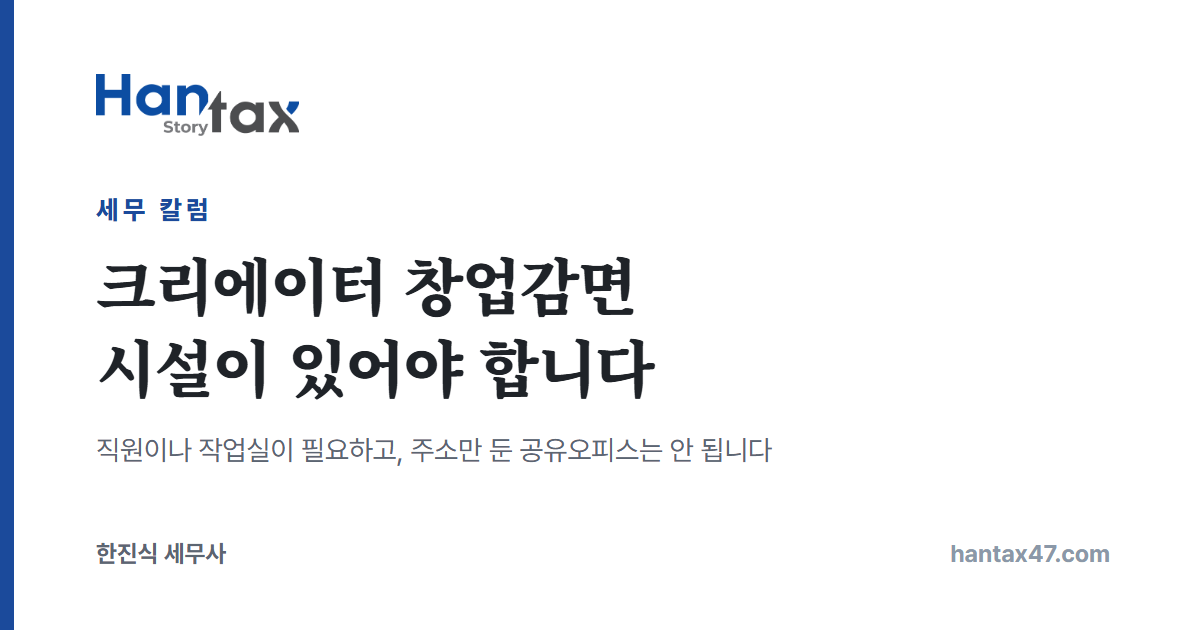 Hantax
Story
세무 칼럼
크리에이터 창업감면
시설이 있어야 합니다
직원이나 작업실이 필요하고, 주소만 둔 공유오피스는 안 됩니다
한진식 세무사
hantax47.com